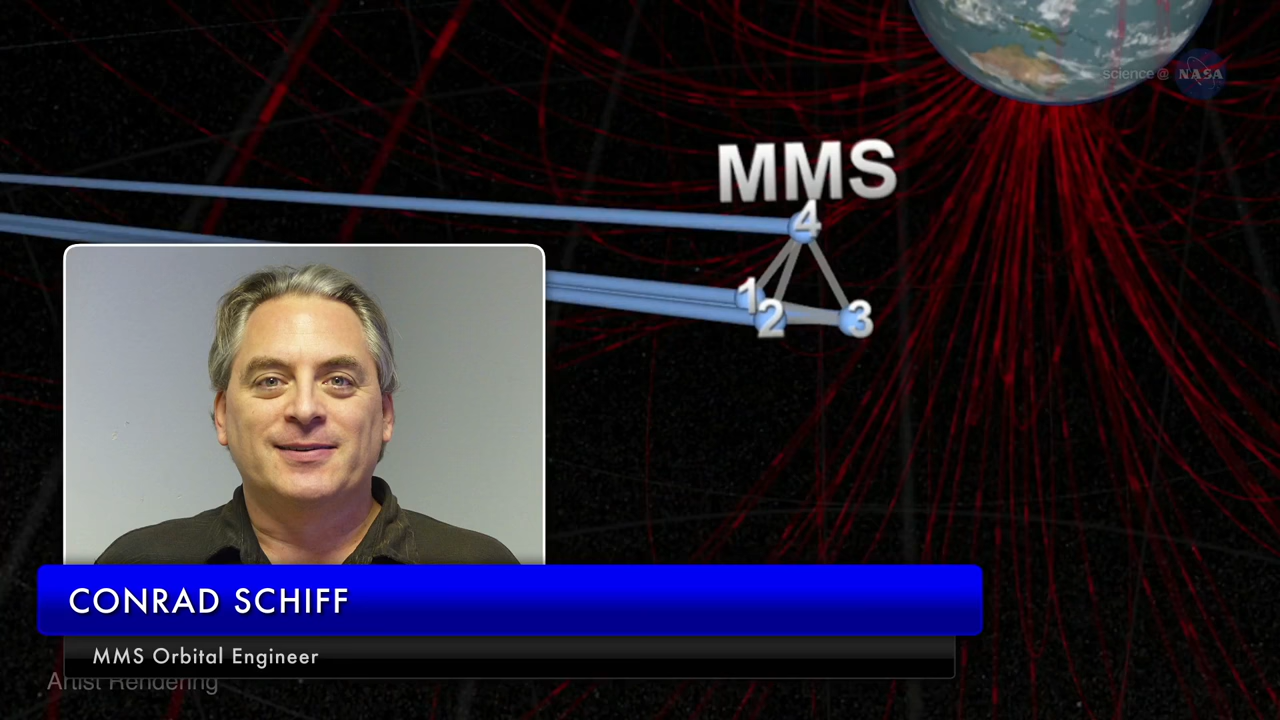 science@ NASA
MMS
4
1
2
3
CONRAD SCHIFF
MMS Orbital Engineer
Artist Rendering